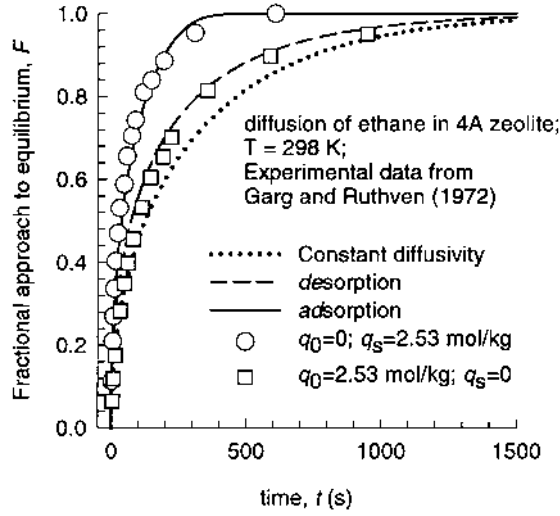 Fractional approach to equilibrium, F
1.0
0.8
0.6
0.4
0.2
0.0
diffusion of ethane in 4A zeolite;
T = 298 K;
Experimental data from
Garg and Ruthven (1972)
Constant diffusivity
desorption
adsorption
q0=0; qs=2.53 mol/kg
q0=2.53 mol/kg; qs=0
0 500 1000 1500
time, t (s)